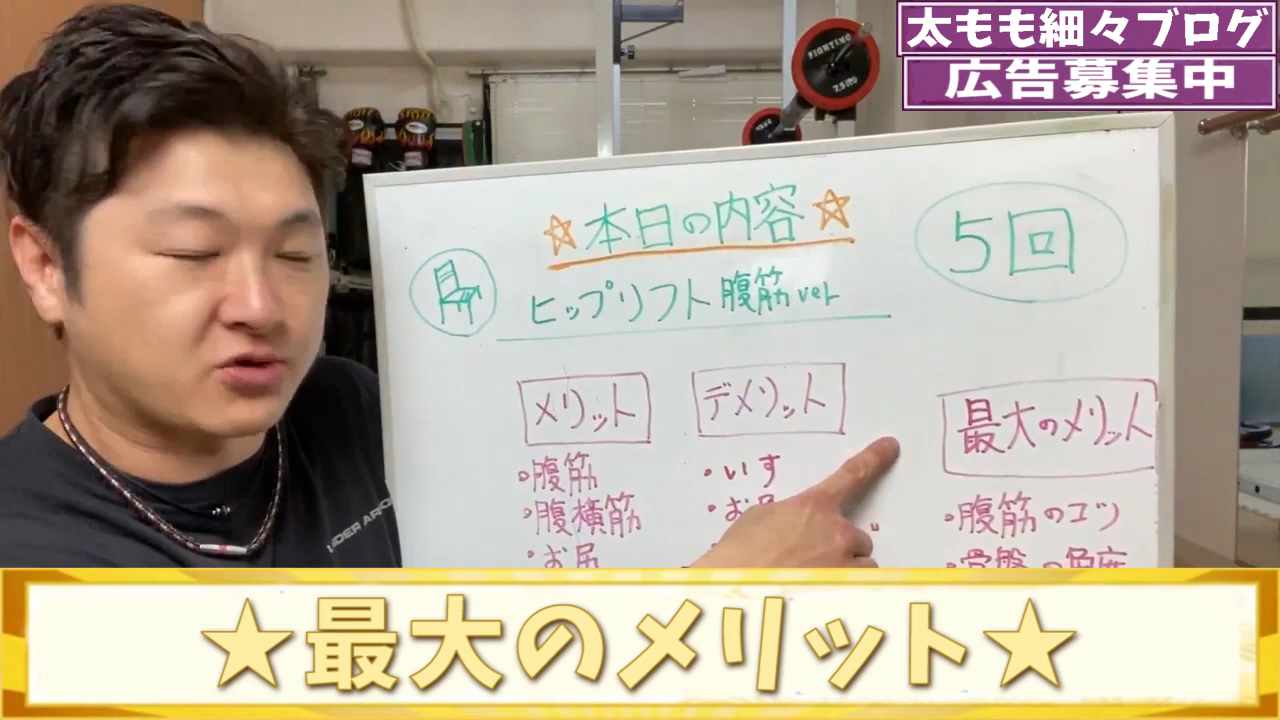 太もも細々ブログ
広告募集中
FIGHTING
☆本日の内容☆
5回
ヒップリフト腹筋ver
メリット
デメリット
最大のメリット
・腹筋
・いす
・腹筋のコツ
・腹横筋
・お尻
★最大のメリット★